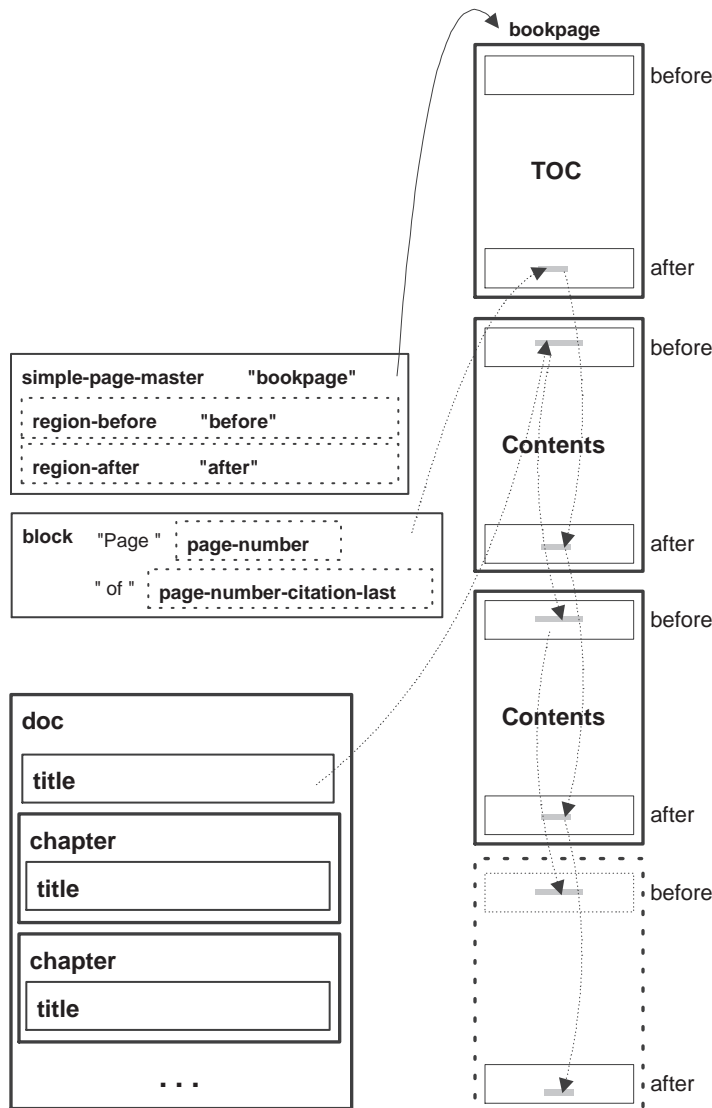 bookpage
before
TOC
after
simple-page-master "bookpage"
region-before "before"
region-after "after"
before
Contents
after
block "Page " page-number
" of " page-number-citation-last
before
Contents
after
doc
title
chapter
title
chapter
title
. . .
before
after